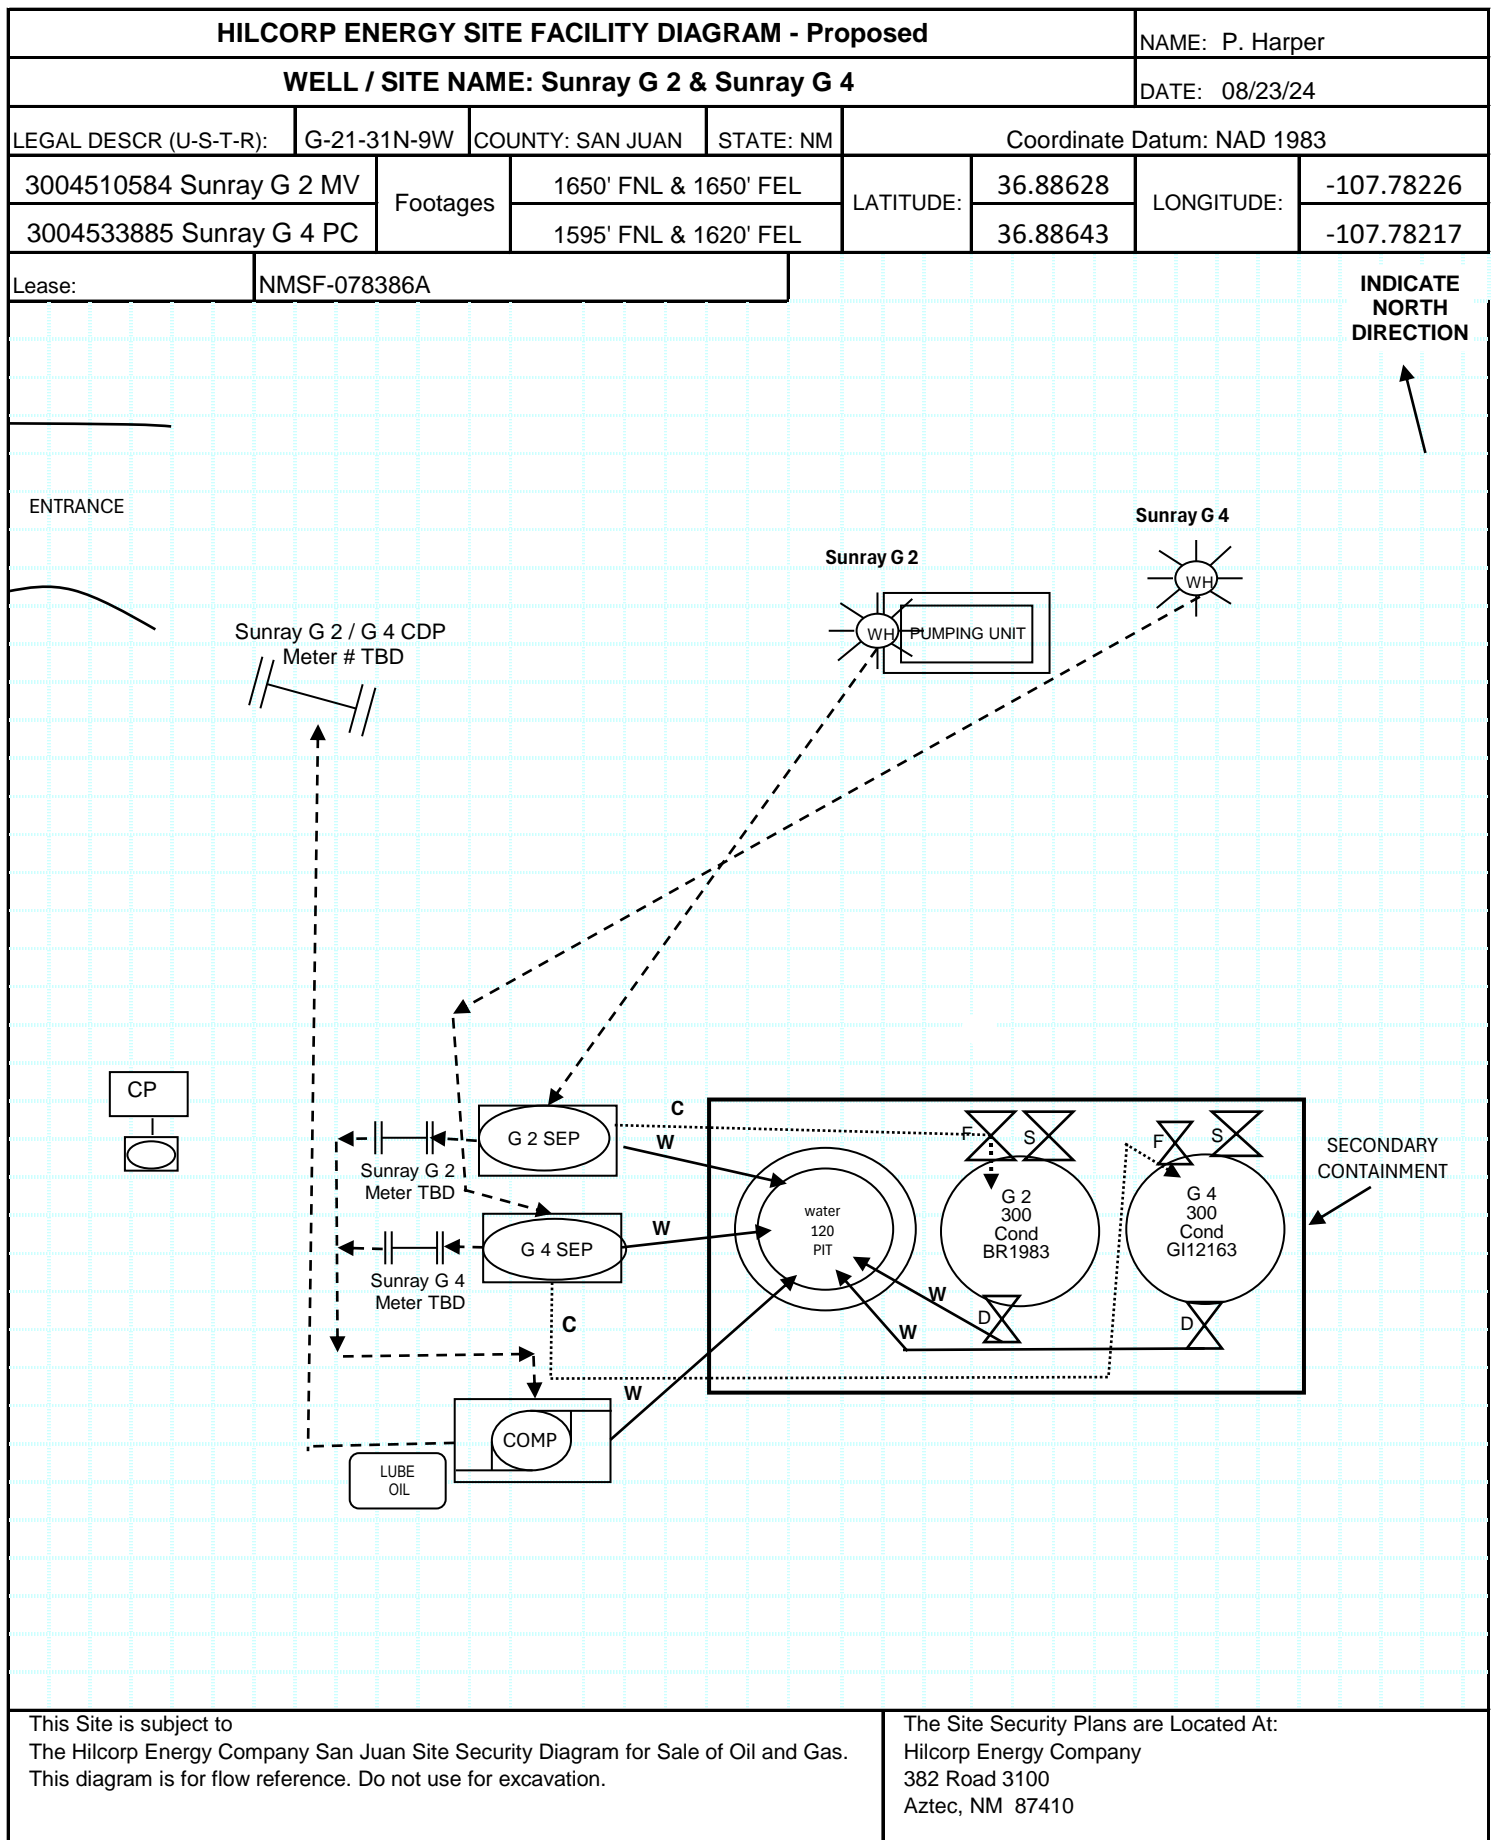 HILCORP ENERGY SITE FACILITY DIAGRAM - Proposed
NAME: P. Harper
WELL / SITE NAME: Sunray G 2 & Sunray G 4
DATE: 08/23/24
LEGAL DESCR (U-S-T-R): G-21-31N-9W COUNTY: SAN JUAN STATE: NM Coordinate Datum: NAD 1983
3004510584 Sunray G 2 MV
Footages
1650' FNL & 1650' FEL
LATITUDE:
36.88628
LONGITUDE:
-107.78226
3004533885 Sunray G 4 PC
1595' FNL & 1620' FEL
36.88643
-107.78217
Lease: NMSF-078386A
INDICATE
NORTH
DIRECTION
ENTRANCE
Sunray G 4
WH
Sunray G 2
WH
PUMPING UNIT
Sunray G 2 / G 4 CDP
Meter # TBD
CP
G 2 SEP
C
W
Sunray G 2
Meter TBD
G 4 SEP
W
Sunray G 4
Meter TBD
C
W
COMP
LUBE
OIL
water
120
PIT
F
S
G 2
300
Cond
BR1983
D
W
F
S
G 4
300
Cond
GI12163
D
W
SECONDARY
CONTAINMENT
This Site is subject to
The Hilcorp Energy Company San Juan Site Security Diagram for Sale of Oil and Gas.
This diagram is for flow reference. Do not use for excavation.
The Site Security Plans are Located At:
Hilcorp Energy Company
382 Road 3100
Aztec, NM 87410